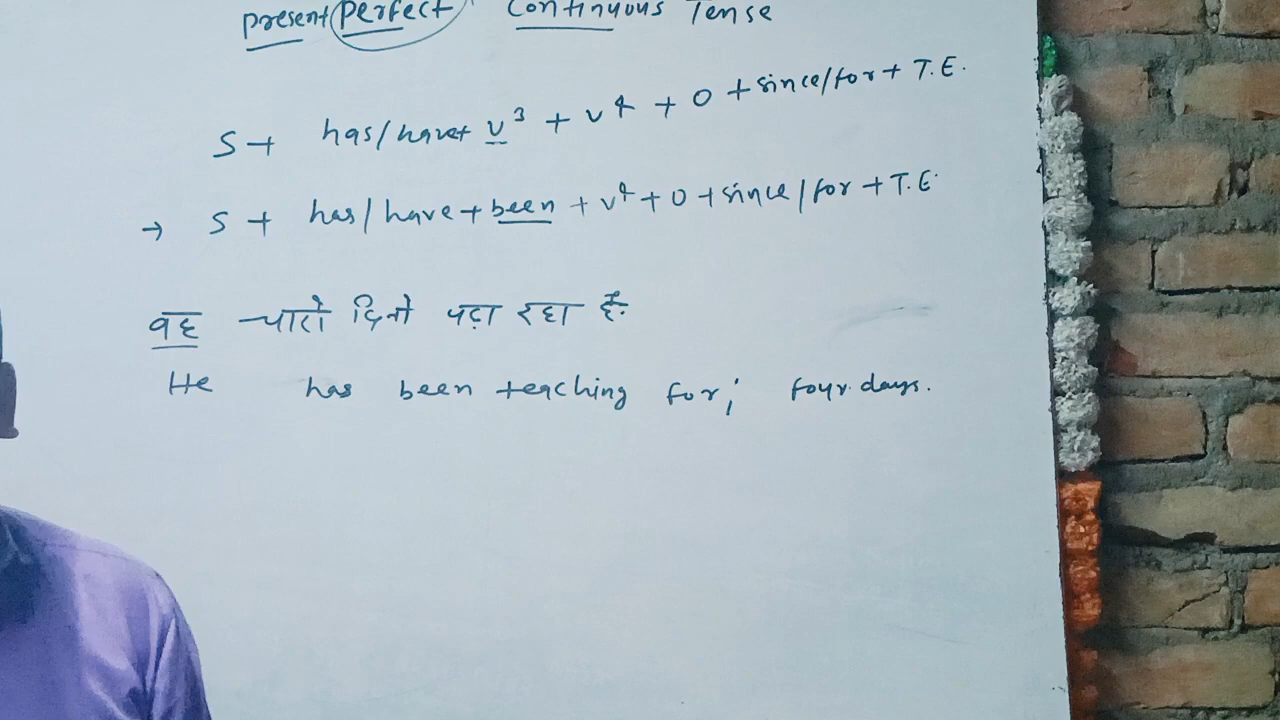 Present Perfect Continuous Tense
S + has/have + v³ + v⁴ + O + since/for + T.E.
→ S + has/have + been + v⁴ + O + since/for + T.E.
वह चारो दिनो पढ़ा रहा है.
He has been teaching for; four days.